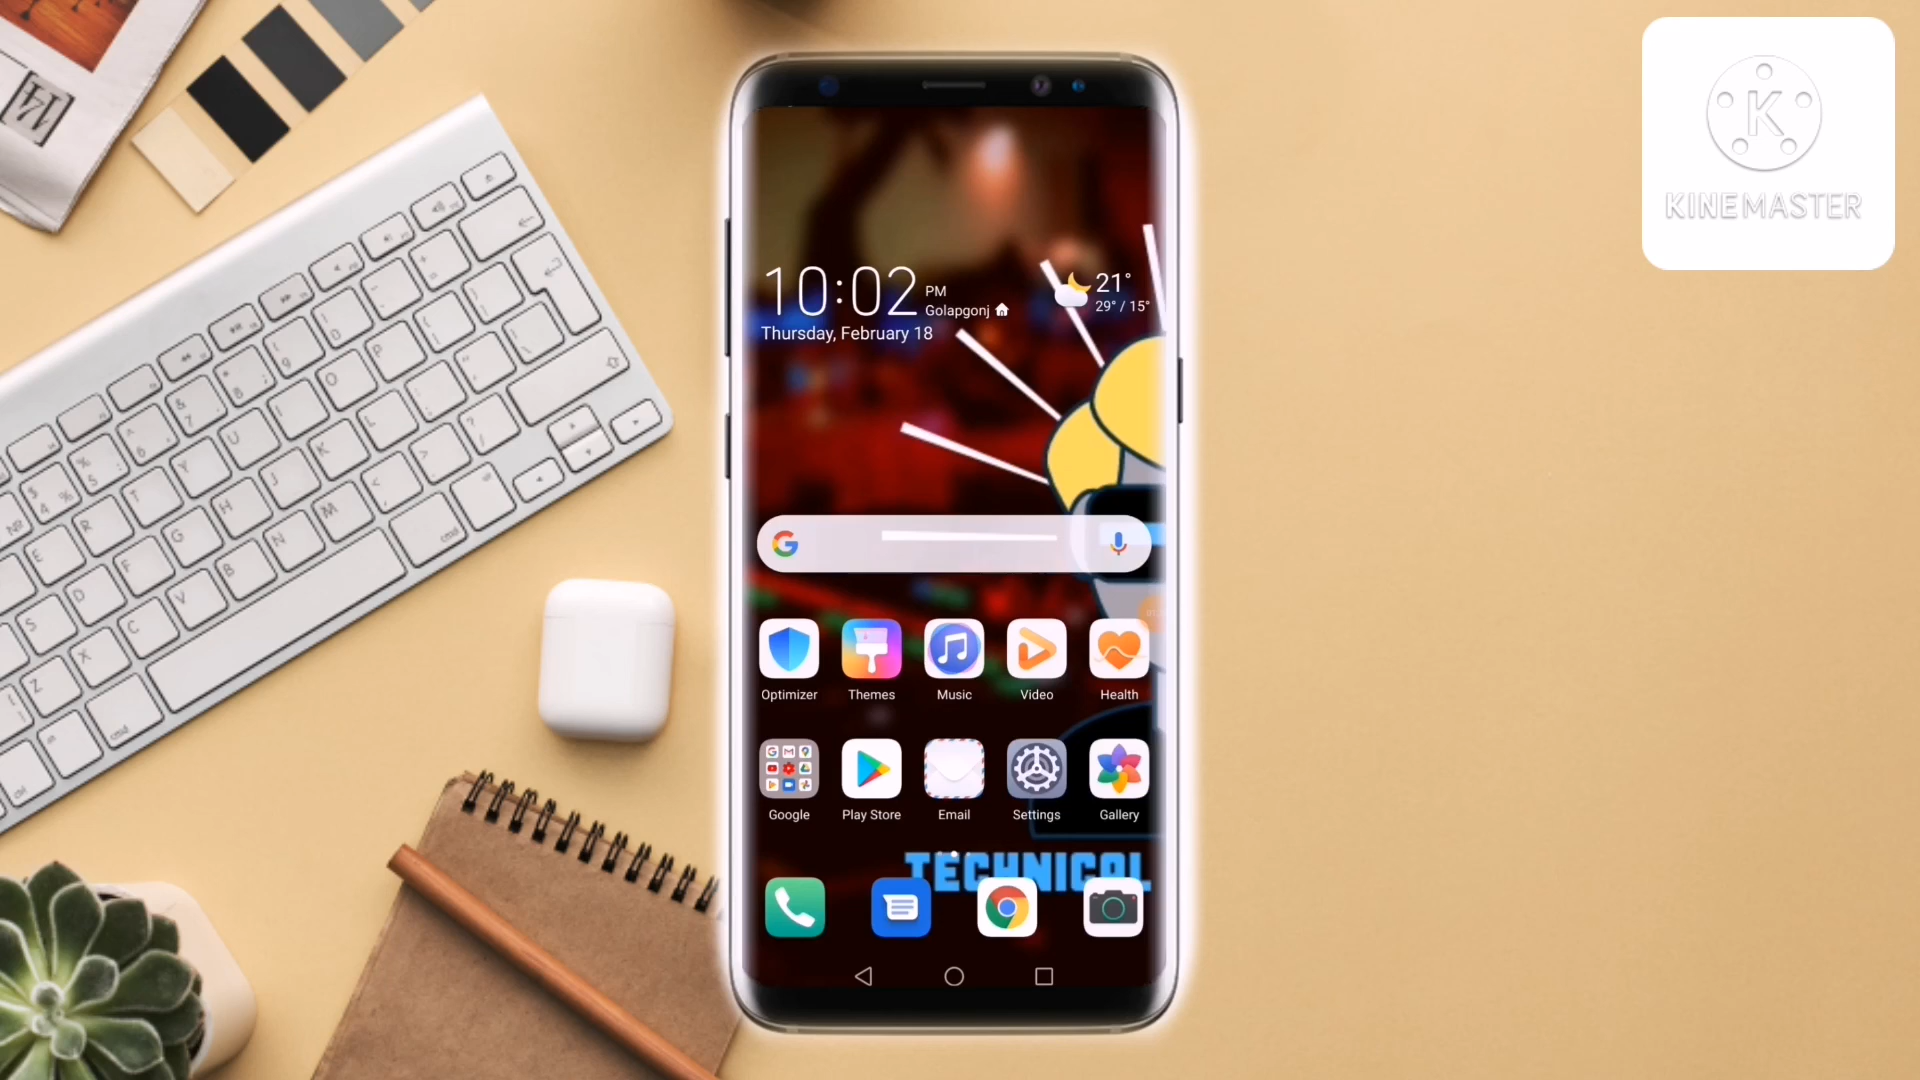 KINEMASTER
K
10:02
PM
Golapgonj
21°
29° / 15°
Thursday, February 18
Optimizer
Themes
Music
Video
Health
Google
Play Store
Email
Settings
Gallery
TECHNICAL